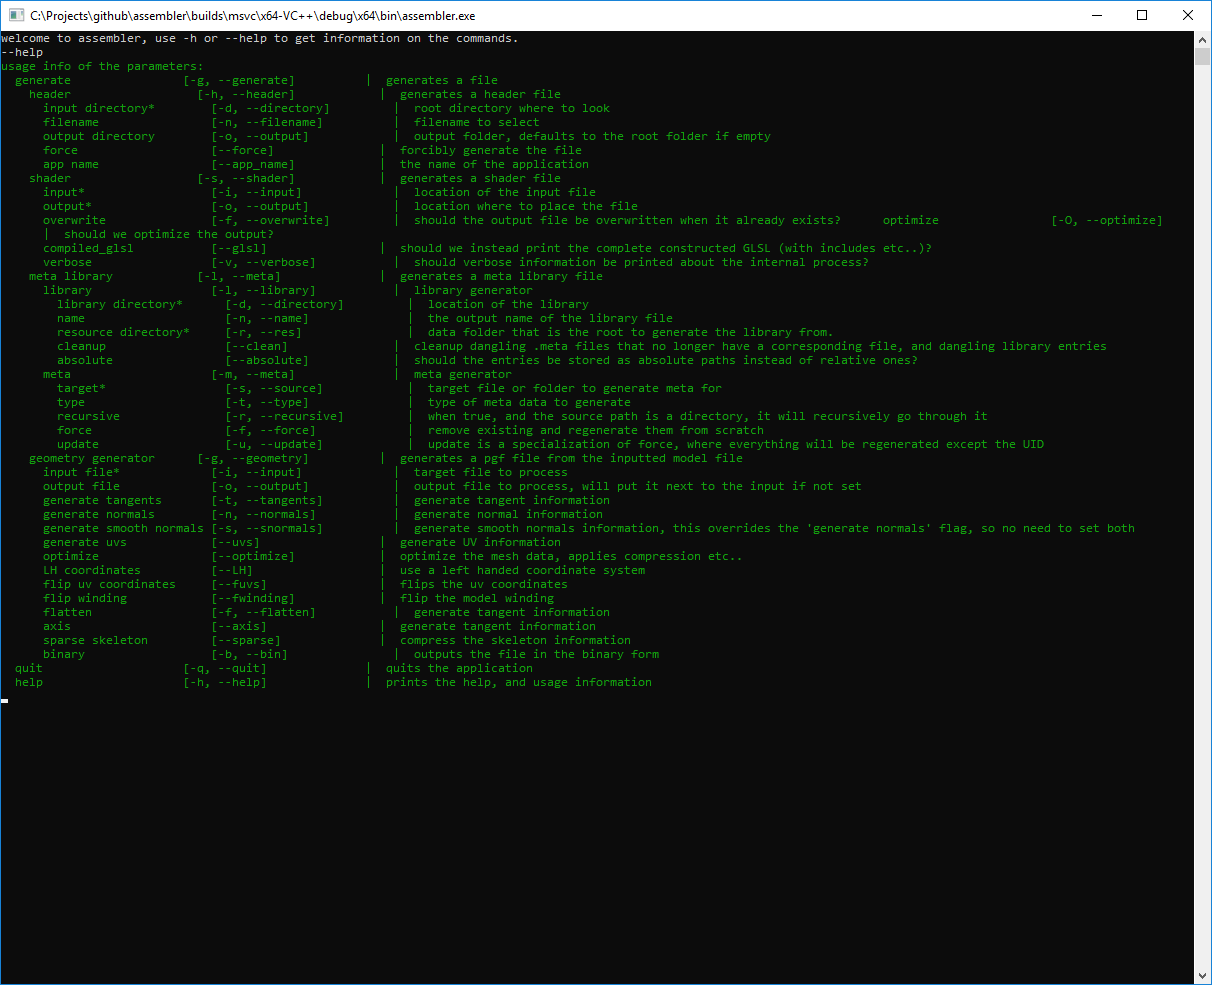 C:\Projects\github\assembler\builds\msvc\x64-VC++\debug\x64\bin\assembler.exe
welcome to assembler, use -h or --help to get information on the commands.
--help
usage info of the parameters:
  generate                [-g, --generate]          |  generates a file
    header                  [-h, --header]            |  generates a header file
      input directory*        [-d, --directory]         |  root directory where to look
      filename                [-n, --filename]          |  filename to select
      output directory        [-o, --output]            |  output folder, defaults to the root folder if empty
      force                   [--force]               |  forcibly generate the file
      app name                [--app_name]            |  the name of the application
    shader                  [-s, --shader]            |  generates a shader file
      input*                  [-i, --input]             |  location of the input file
      output*                 [-o, --output]            |  location where to place the file
      overwrite               [-f, --overwrite]         |  should the output file be overwritten when it already exists?      optimize                [-O, --optimize]
      |  should we optimize the output?
      compiled_glsl           [--glsl]                |  should we instead print the complete constructed GLSL (with includes etc..)?
      verbose                 [-v, --verbose]           |  should verbose information be printed about the internal process?
    meta library            [-l, --meta]              |  generates a meta library file
      library                 [-l, --library]           |  library generator
        library directory*      [-d, --directory]         |  location of the library
        name                    [-n, --name]              |  the output name of the library file
        resource directory*     [-r, --res]               |  data folder that is the root to generate the library from.
        cleanup                 [--clean]               |  cleanup dangling .meta files that no longer have a corresponding file, and dangling library entries
        absolute                [--absolute]            |  should the entries be stored as absolute paths instead of relative ones?
      meta                    [-m, --meta]              |  meta generator
        target*                 [-s, --source]            |  target file or folder to generate meta for
        type                    [-t, --type]              |  type of meta data to generate
        recursive               [-r, --recursive]         |  when true, and the source path is a directory, it will recursively go through it
        force                   [-f, --force]             |  remove existing and regenerate them from scratch
        update                  [-u, --update]            |  update is a specialization of force, where everything will be regenerated except the UID
    geometry generator      [-g, --geometry]          |  generates a pgf file from the inputted model file
      input file*             [-i, --input]             |  target file to process
      output file             [-o, --output]            |  output file to process, will put it next to the input if not set
      generate tangents       [-t, --tangents]          |  generate tangent information
      generate normals        [-n, --normals]           |  generate normal information
      generate smooth normals [-s, --snormals]          |  generate smooth normals information, this overrides the 'generate normals' flag, so no need to set both
      generate uvs            [--uvs]                 |  generate UV information
      optimize                [--optimize]            |  optimize the mesh data, applies compression etc..
      LH coordinates          [--LH]                  |  use a left handed coordinate system
      flip uv coordinates     [--fuvs]                |  flips the uv coordinates
      flip winding            [--fwinding]            |  flip the model winding
      flatten                 [-f, --flatten]           |  generate tangent information
      axis                    [--axis]                |  generate tangent information
      sparse skeleton         [--sparse]              |  compress the skeleton information
      binary                  [-b, --bin]               |  outputs the file in the binary form
  quit                    [-q, --quit]              |  quits the application
  help                    [-h, --help]              |  prints the help, and usage information